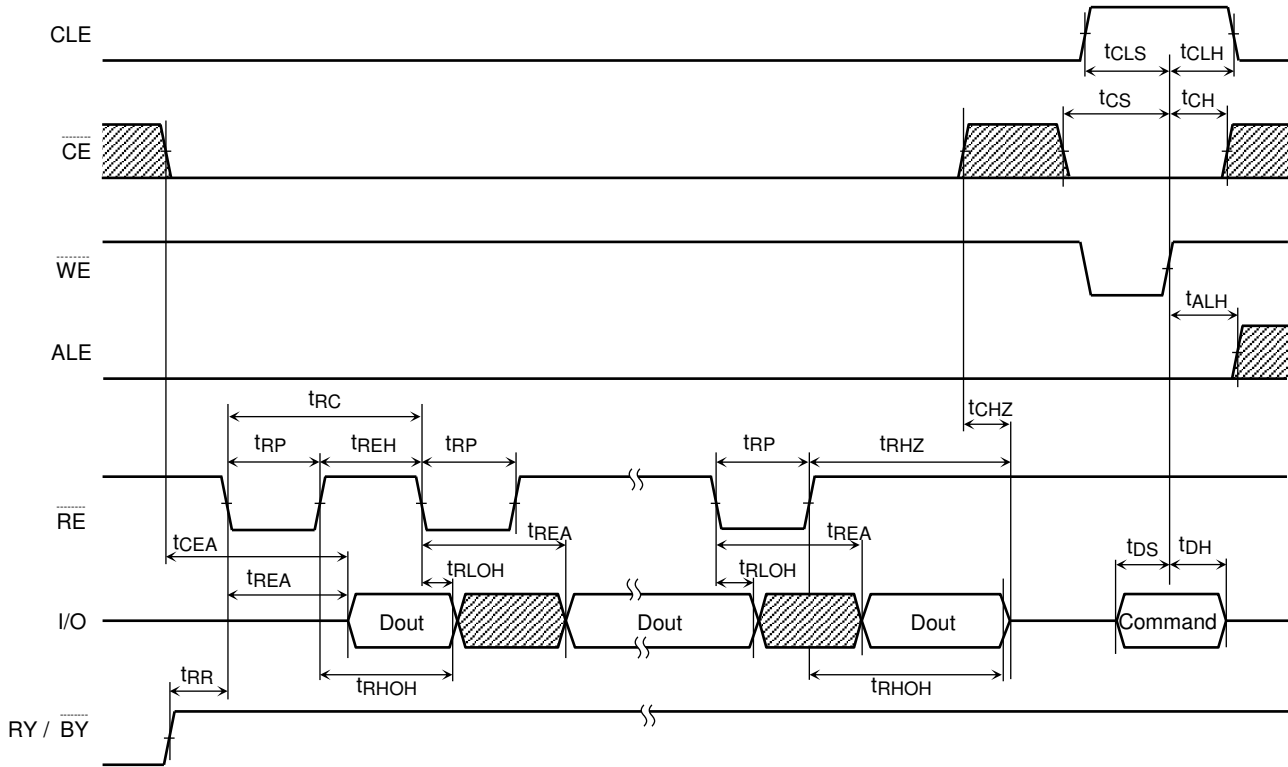 CLE
tCLS tCLH
tCS tCH
CE
WE
tALH
ALE
tRC
tCHZ
tRP tREH tRP tRP tRHZ
RE
tREA tREA
tCEA
tDS tDH
tREA tRLOH tRLOH
I/O Dout Dout Dout Command
tRR tRHOH tRHOH
RY / BY